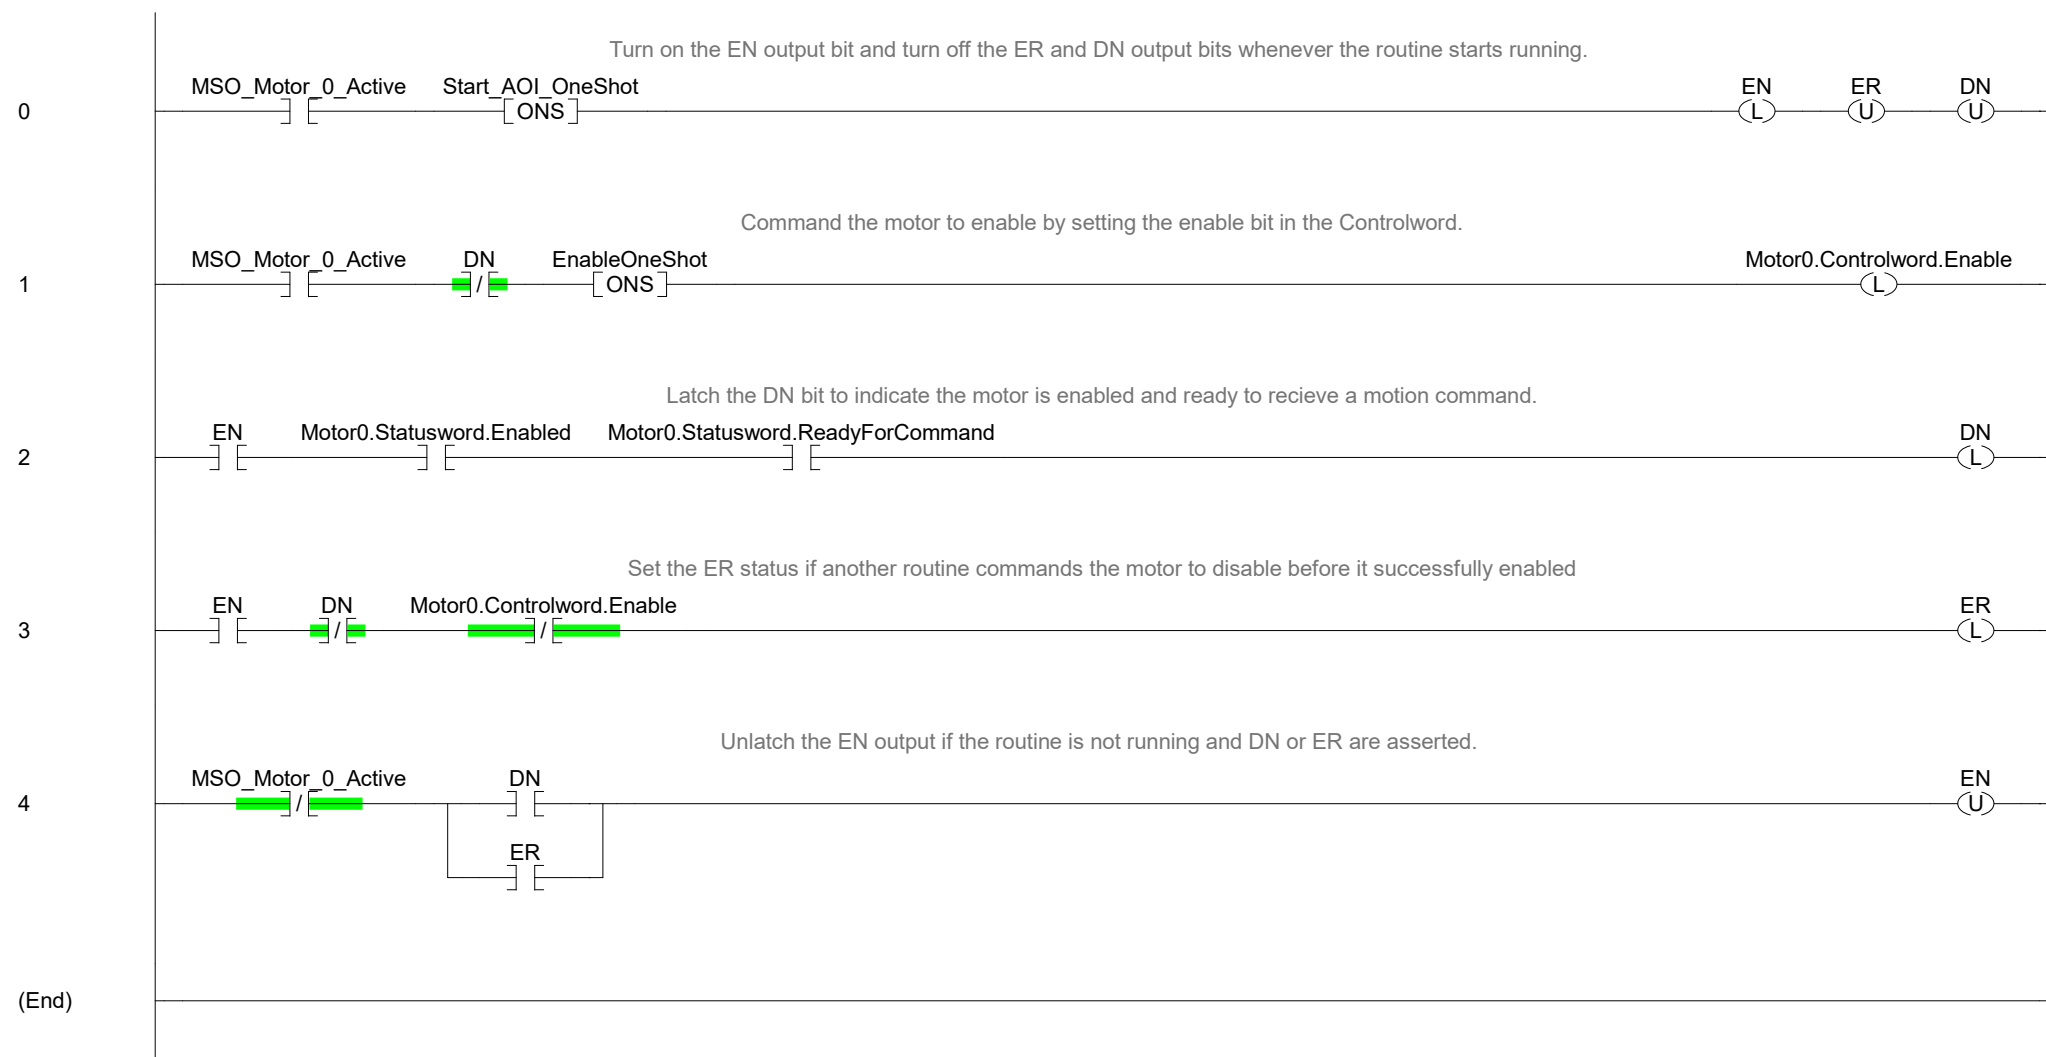 Turn on the EN output bit and turn off the ER and DN output bits whenever the routine starts running.
MSO_Motor_0_Active Start_AOI_OneShot EN ER DN
0 ONS L U U
Command the motor to enable by setting the enable bit in the Controlword.
MSO_Motor_0_Active DN EnableOneShot Motor0.Controlword.Enable
1 / ONS L
Latch the DN bit to indicate the motor is enabled and ready to recieve a motion command.
EN Motor0.Statusword.Enabled Motor0.Statusword.ReadyForCommand DN
2 L
Set the ER status if another routine commands the motor to disable before it successfully enabled
EN DN Motor0.Controlword.Enable ER
3 / / L
Unlatch the EN output if the routine is not running and DN or ER are asserted.
MSO_Motor_0_Active DN EN
4 / U
ER
(End)